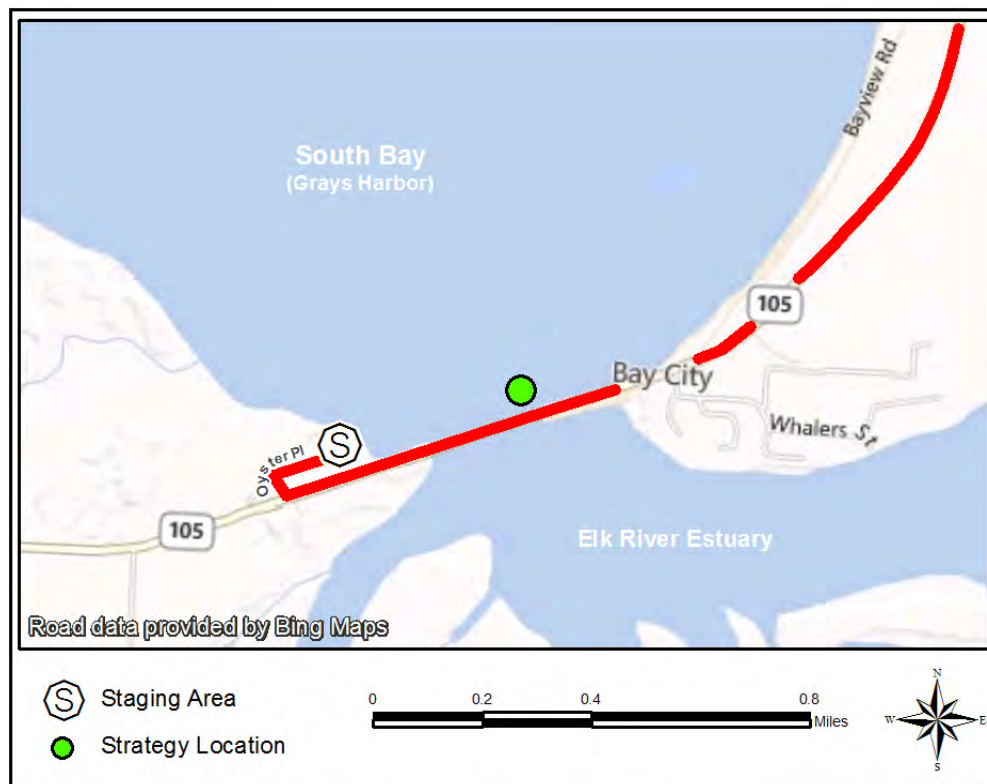 Bayview Rd
South Bay
(Grays Harbor)
105
Bay City
Whalers St
Oyster Pl
S
105
Elk River Estuary
Road data provided by Bing Maps
S Staging Area
Strategy Location
0 0.2 0.4 0.8
Miles
N
W E
S